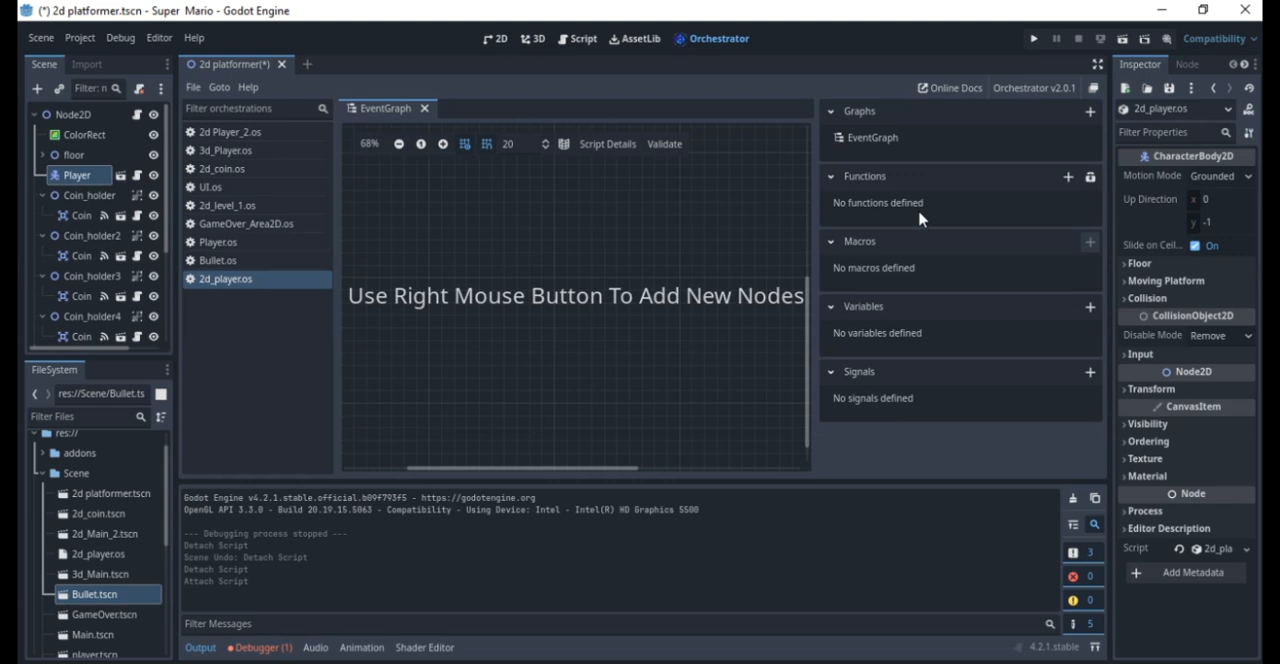 (*) 2d platformer.tscn - Super Mario - Godot Engine
Scene Project Debug Editor Help
2D 3D Script AssetLib Orchestrator
Compatibility
Scene Import
Filter: n
Node2D
ColorRect
floor
Player
Coin_holder
Coin
Coin_holder2
Coin
Coin_holder3
Coin
Coin_holder4
Coin
FileSystem
res://Scene/Bullet.ts
Filter Files
res://
addons
Scene
2d platformer.tscn
2d_coin.tscn
2d_Main_2.tscn
2d_player.os
3d_Main.tscn
Bullet.tscn
GameOver.tscn
Main.tscn
player.tscn
2d platformer(*)
File Goto Help
Online Docs Orchestrator v2.0.1
Filter orchestrations
2d Player_2.os
3d_Player.os
2d_coin.os
UI.os
2d_level_1.os
GameOver_Area2D.os
Player.os
Bullet.os
2d_player.os
EventGraph
68% 20 Script Details Validate
Use Right Mouse Button To Add New Nodes
Graphs
EventGraph
Functions
No functions defined
Macros
No macros defined
Variables
No variables defined
Signals
No signals defined
Godot Engine v4.2.1.stable.official.b09f793f5 - https://godotengine.org
OpenGL API 3.3.0 - Build 20.19.15.5063 - Compatibility - Using Device: Intel - Intel(R) HD Graphics 5500
--- Debugging process stopped ---
Detach Script
Scene Undo: Detach Script
Detach Script
Attach Script
3
0
0
5
Filter Messages
Output Debugger (1) Audio Animation Shader Editor
4.2.1.stable
Inspector Node
2d_player.os
Filter Properties
CharacterBody2D
Motion Mode Grounded
Up Direction x 0
y -1
Slide on Ceil... On
Floor
Moving Platform
Collision
CollisionObject2D
Disable Mode Remove
Input
Node2D
Transform
CanvasItem
Visibility
Ordering
Texture
Material
Node
Process
Editor Description
Script 2d_pla
Add Metadata